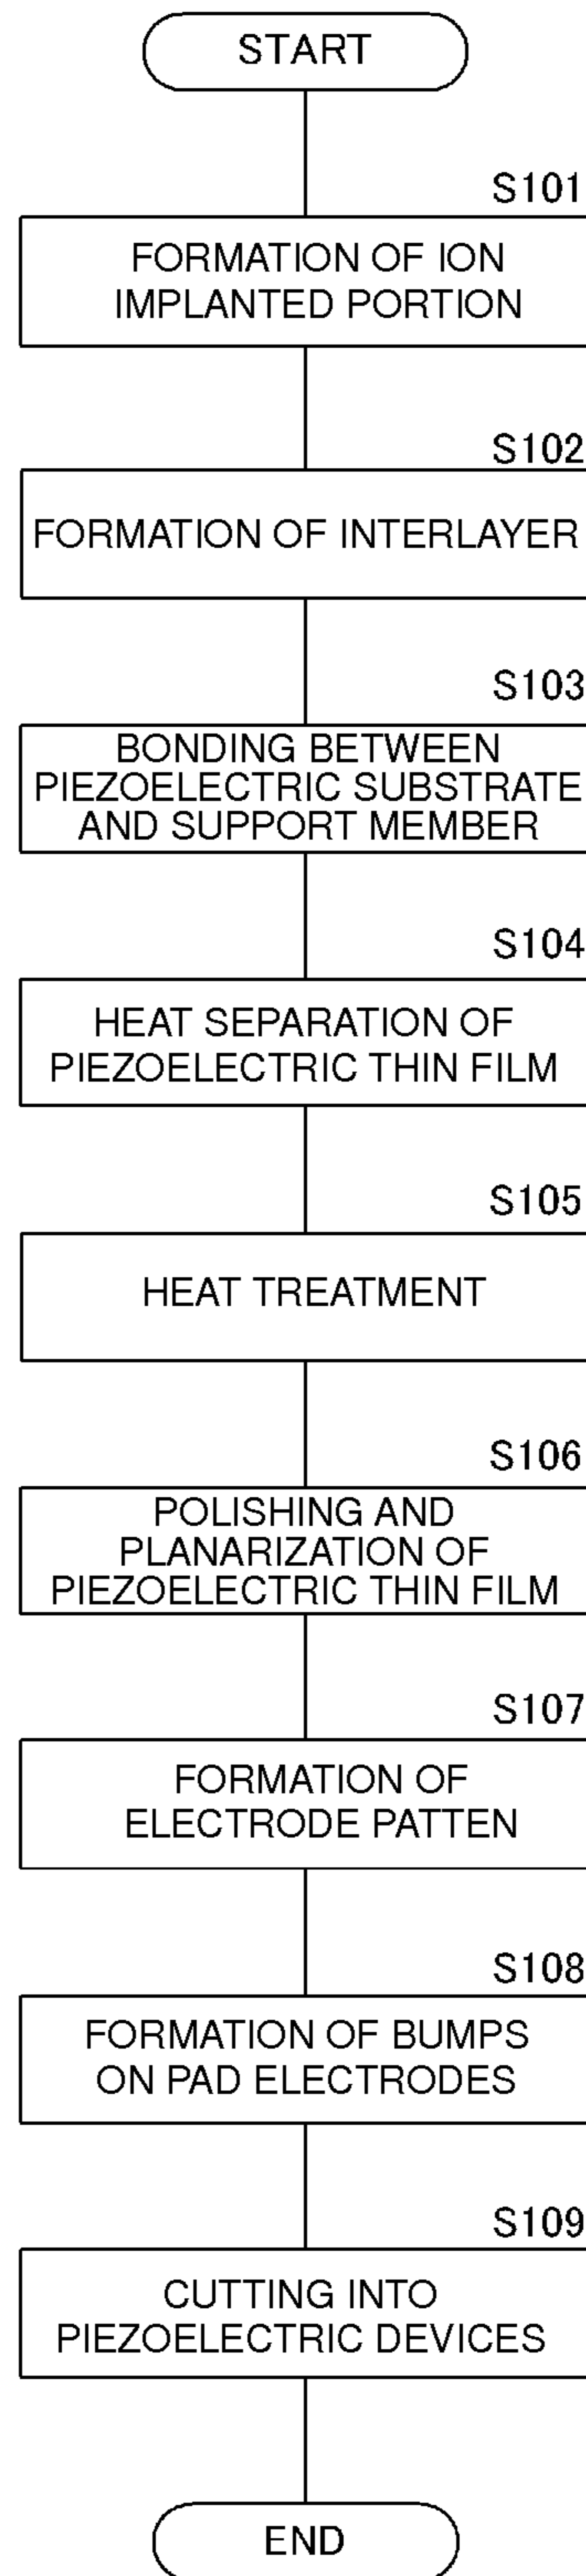 START
S101
FORMATION OF ION
IMPLANTED PORTION
S102
FORMATION OF INTERLAYER
S103
BONDING BETWEEN
PIEZOELECTRIC SUBSTRATE
AND SUPPORT MEMBER
S104
HEAT SEPARATION OF
PIEZOELECTRIC THIN FILM
S105
HEAT TREATMENT
S106
POLISHING AND
PLANARIZATION OF
PIEZOELECTRIC THIN FILM
S107
FORMATION OF
ELECTRODE PATTEN
S108
FORMATION OF BUMPS
ON PAD ELECTRODES
S109
CUTTING INTO
PIEZOELECTRIC DEVICES
END